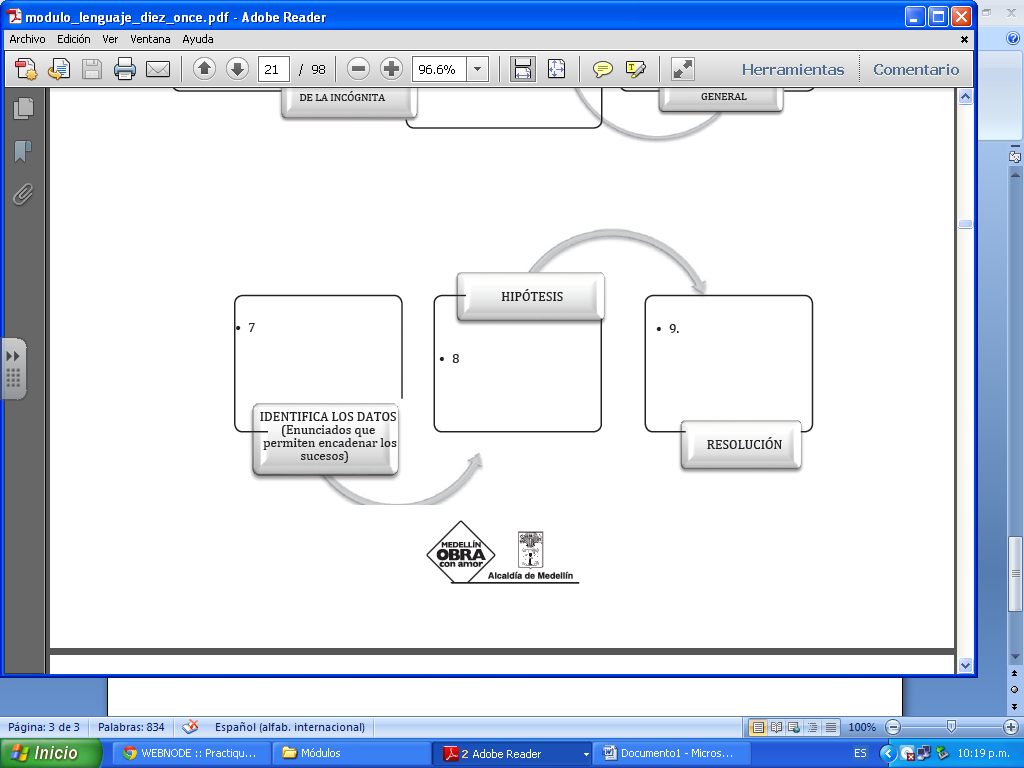 modulo_lenguaje_diez_once.pdf - Adobe Reader
Archivo Edición Ver Ventana Ayuda
21 / 98 96.6% Herramientas Comentario
DE LA INCÓGNITA
GENERAL
HIPÓTESIS
• 7
• 8
• 9.
IDENTIFICA LOS DATOS
(Enunciados que
permiten encadenar los
sucesos)
RESOLUCIÓN
MEDELLÍN
OBRA
con amor
Alcaldía de Medellín
Página: 3 de 3 Palabras: 834 Español (alfab. internacional) 100%
Inicio WEBNODE :: Practiqu... Módulos 2 Adobe Reader Documento1 - Micros... ES 10:19 p.m.